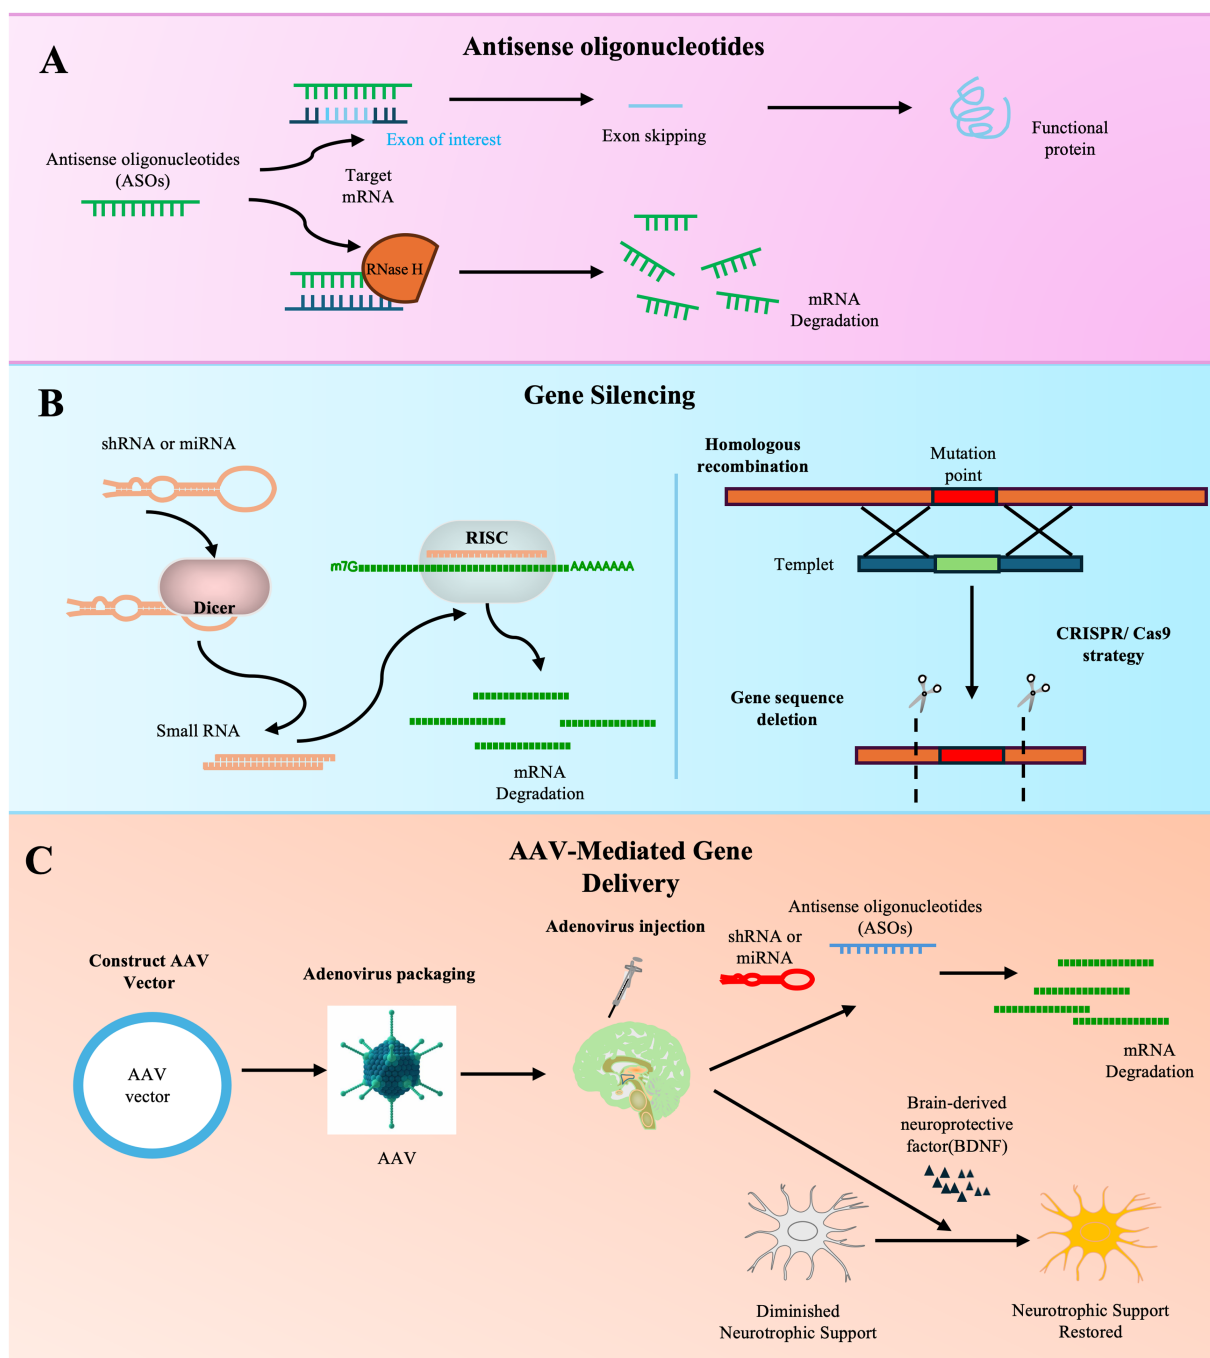 A
Antisense oligonucleotides
Antisense oligonucleotides
(ASOs)
Exon of interest
Target
mRNA
Exon skipping
Functional
protein
RNase H
mRNA
Degradation
B
Gene Silencing
shRNA or miRNA
Dicer
Small RNA
RISC
m7G
AAAAAAAA
mRNA
Degradation
Homologous
recombination
Mutation
point
Templet
CRISPR/ Cas9
strategy
Gene sequence
deletion
C
AAV-Mediated Gene
Delivery
Construct AAV
Vector
AAV
vector
Adenovirus packaging
AAV
Adenovirus injection
shRNA or
miRNA
Antisense oligonucleotides
(ASOs)
mRNA
Degradation
Brain-derived
neuroprotective
factor(BDNF)
Diminished
Neurotrophic Support
Neurotrophic Support
Restored